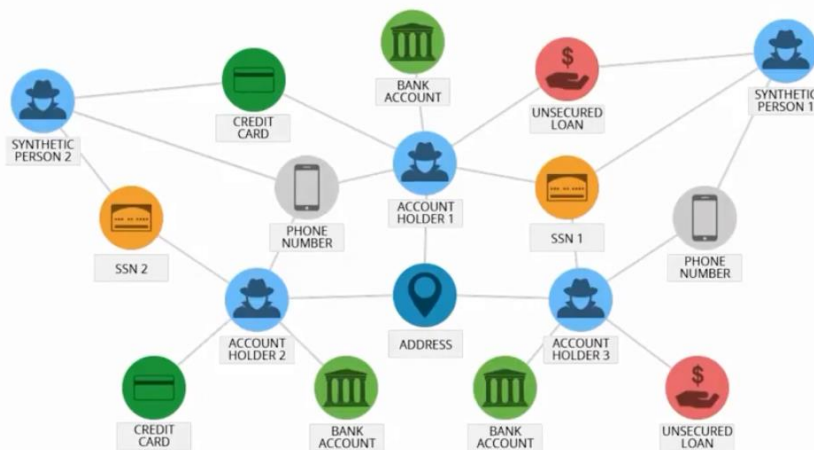 BANK
ACCOUNT
CREDIT
CARD
UNSECURED
LOAN
SYNTHETIC
PERSON 1
SYNTHETIC
PERSON 2
ACCOUNT
HOLDER 1
PHONE
NUMBER
SSN 1
SSN 2
PHONE
NUMBER
ACCOUNT
HOLDER 2
ADDRESS
ACCOUNT
HOLDER 3
CREDIT
CARD
BANK
ACCOUNT
BANK
ACCOUNT
UNSECURED
LOAN